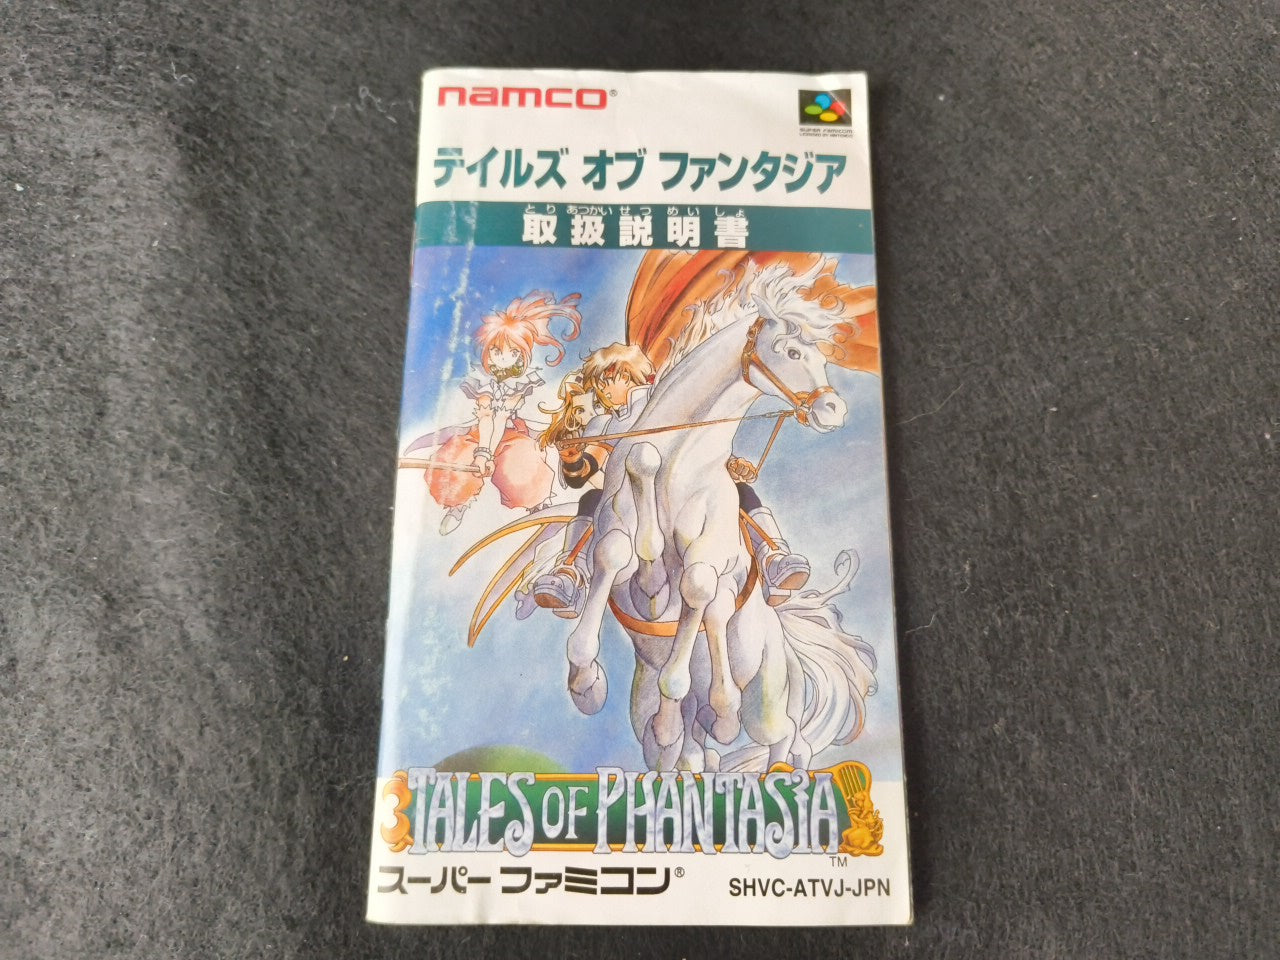 namco®
SUPER FAMICOM
LICENSED BY NINTENDO
テイルズ オブ ファンタジア
とり あつかい せつ めい しょ
取扱説明書
TALES OF PHANTASIA
TM
スーパーファミコン®
SHVC-ATVJ-JPN